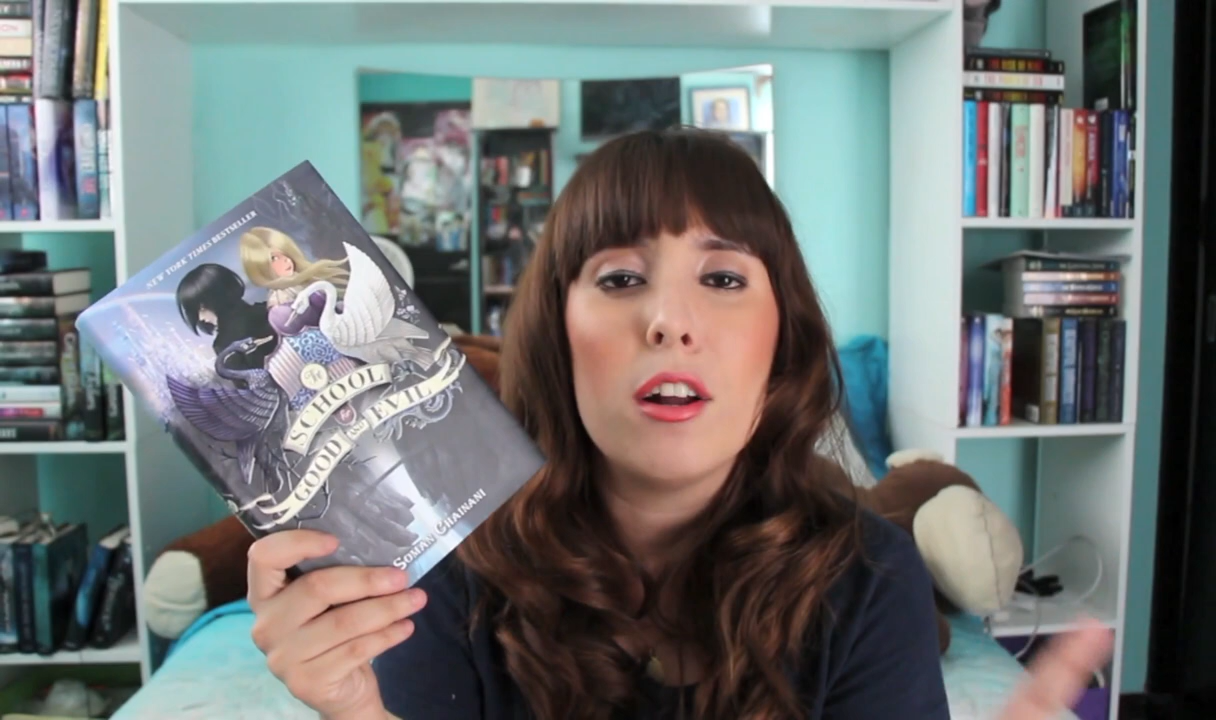 NEW YORK TIMES BESTSELLER
THE
SCHOOL
for
GOOD AND EVIL
SOMAN CHAINANI